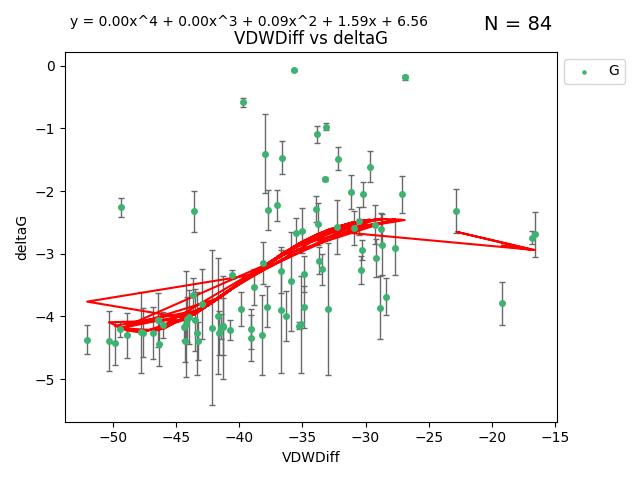 y = 0.00x^4 + 0.00x^3 + 0.09x^2 + 1.59x + 6.56
N = 84
VDWDiff vs deltaG
G
deltaG
0
−1
−2
−3
−4
−5
−50
−45
−40
−35
−30
−25
−20
−15
VDWDiff